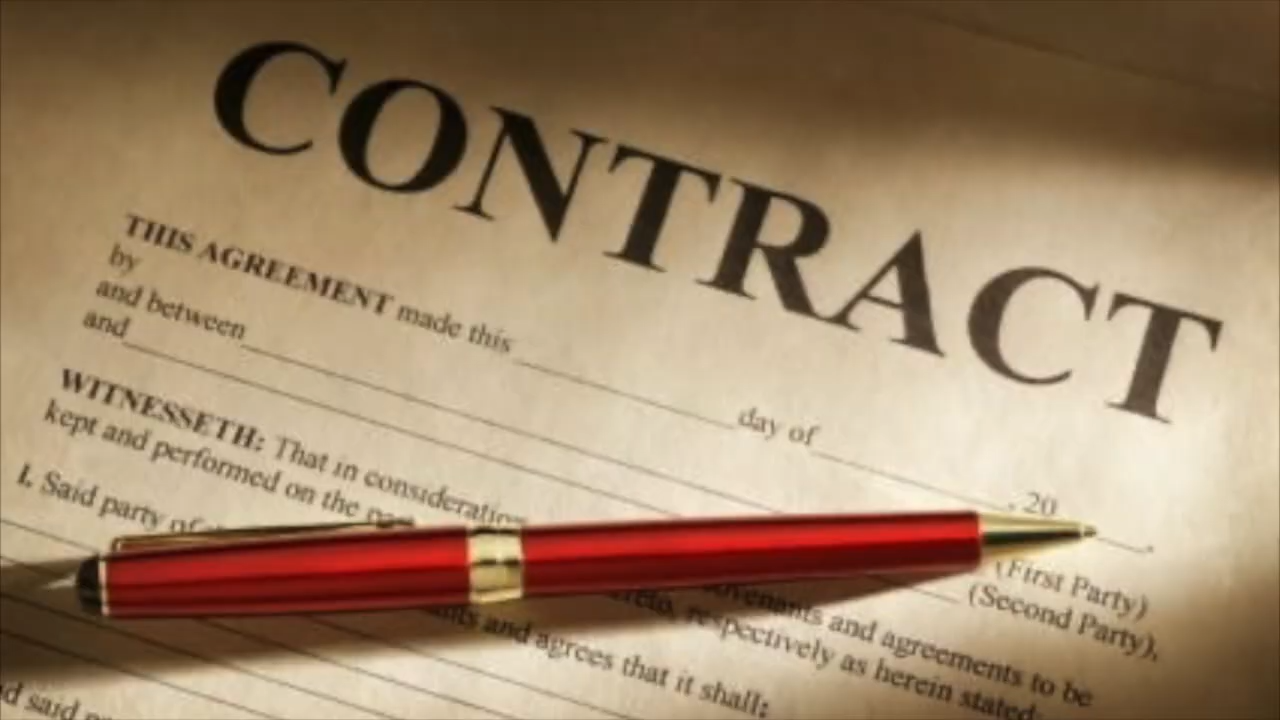 CONTRACT
THIS AGREEMENT made this day of , 20 .
by
and between (First Party)
and (Second Party),
WITNESSETH: That in consideration covenants and agreements to be
kept and performed on the respectively as herein stated:
I. Said party of and agrees that it shall:
said